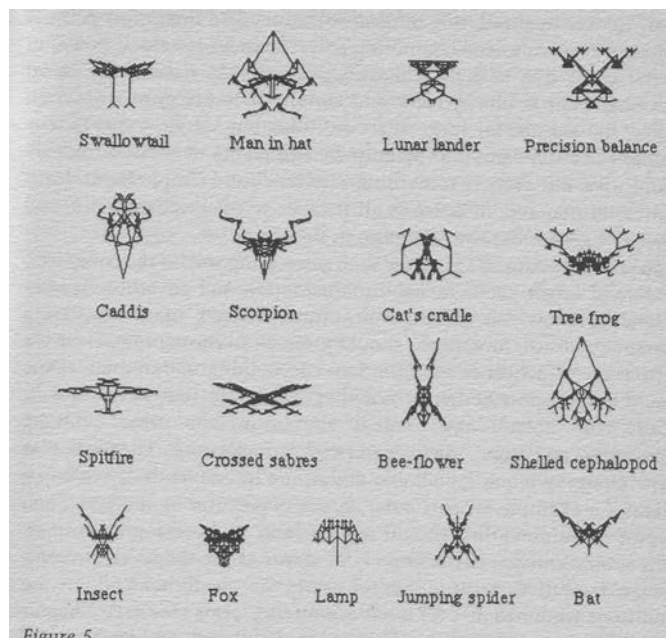 Swallowtail Man in hat Lunar lander Precision balance
Caddis Scorpion Cat's cradle Tree frog
Spitfire Crossed sabres Bee-flower Shelled cephalopod
Insect Fox Lamp Jumping spider Bat
Figure 5